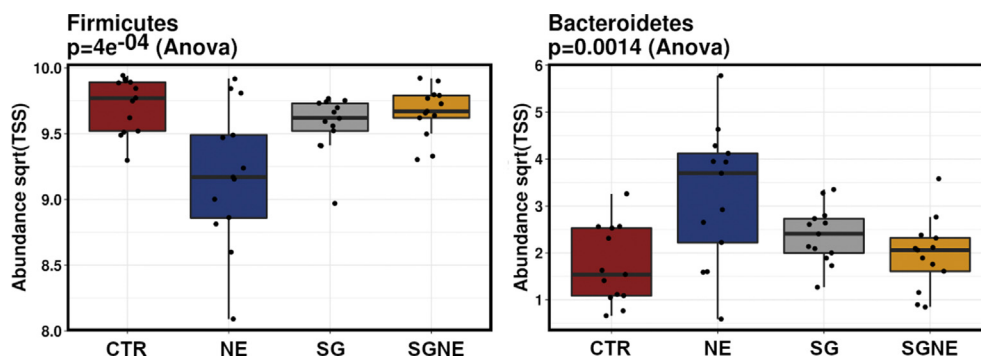 Firmicutes
p=4e-04 (Anova)
Abundance sqrt(TSS)
10.0
9.5
9.0
8.5
8.0
CTR NE SG SGNE
Bacteroidetes
p=0.0014 (Anova)
Abundance sqrt(TSS)
6
5
4
3
2
1
CTR NE SG SGNE